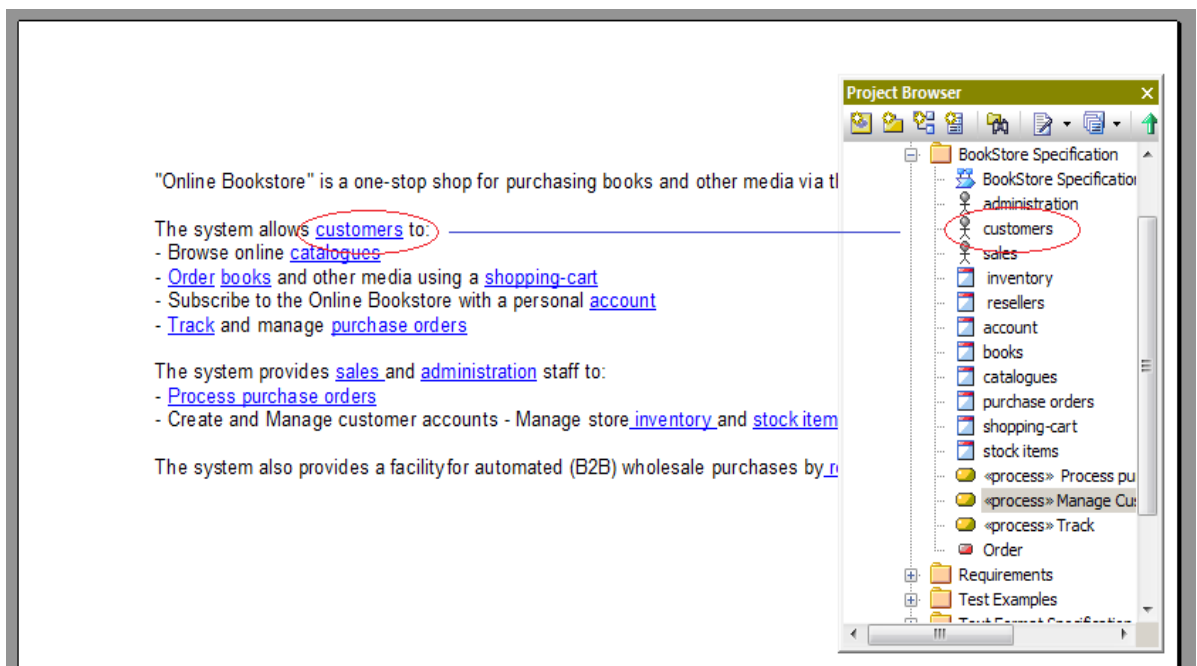 "Online Bookstore" is a one-stop shop for purchasing books and other media via
The system allows customers to:
- Browse online catalogues
- Order books and other media using a shopping-cart
- Subscribe to the Online Bookstore with a personal account
- Track and manage purchase orders
The system provides sales and administration staff to:
- Process purchase orders
- Create and Manage customer accounts - Manage store inventory and stock item
The system also provides a facility for automated (B2B) wholesale purchases by
Project Browser
BookStore Specification
BookStore Specification
administration
customers
sales
inventory
resellers
account
books
catalogues
purchase orders
shopping-cart
stock items
«process» Process pu
«process» Manage Cu
«process» Track
Order
Requirements
Test Examples